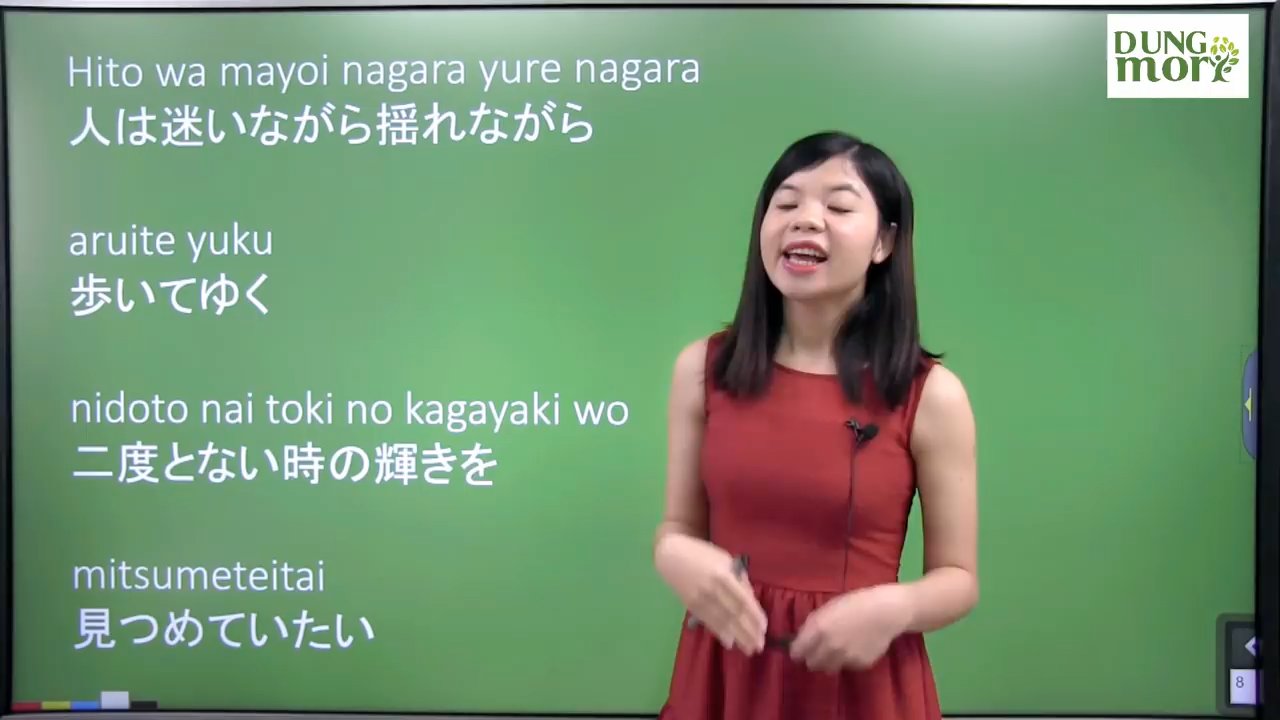 DUNG
mori
Hito wa mayoi nagara yure nagara
人は迷いながら揺れながら
aruite yuku
歩いてゆく
nidoto nai toki no kagayaki wo
二度とない時の輝きを
mitsumeteitai
見つめていたい
8